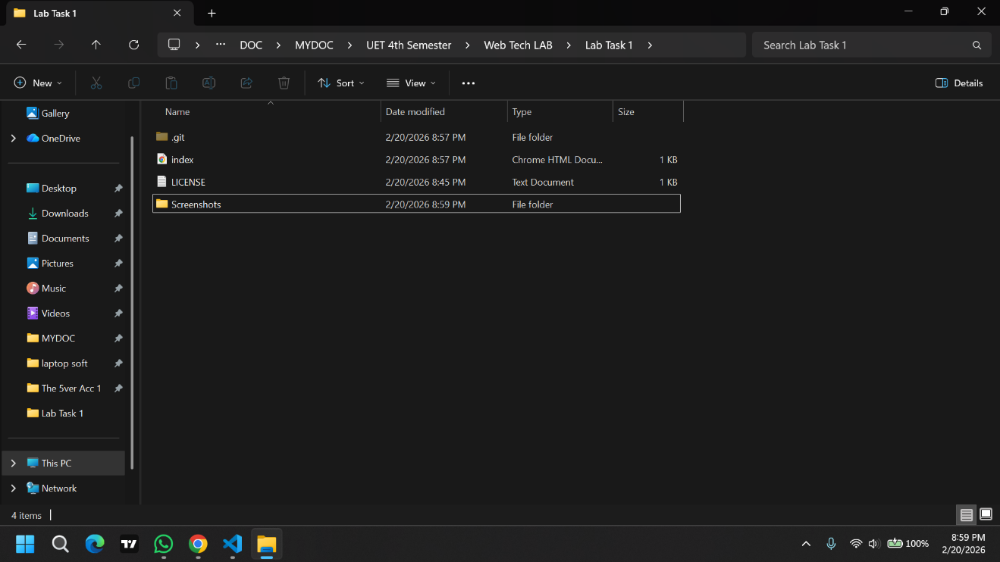 Lab Task 1
DOC MYDOC UET 4th Semester Web Tech LAB Lab Task 1
Search Lab Task 1
New Sort View ... Details
Name Date modified Type Size
.git 2/20/2026 8:57 PM File folder
index 2/20/2026 8:57 PM Chrome HTML Docu... 1 KB
LICENSE 2/20/2026 8:45 PM Text Document 1 KB
Screenshots 2/20/2026 8:59 PM File folder
Gallery
OneDrive
Desktop
Downloads
Documents
Pictures
Music
Videos
MYDOC
laptop soft
The 5ver Acc 1
Lab Task 1
This PC
Network
4 items
100%
8:59 PM
2/20/2026